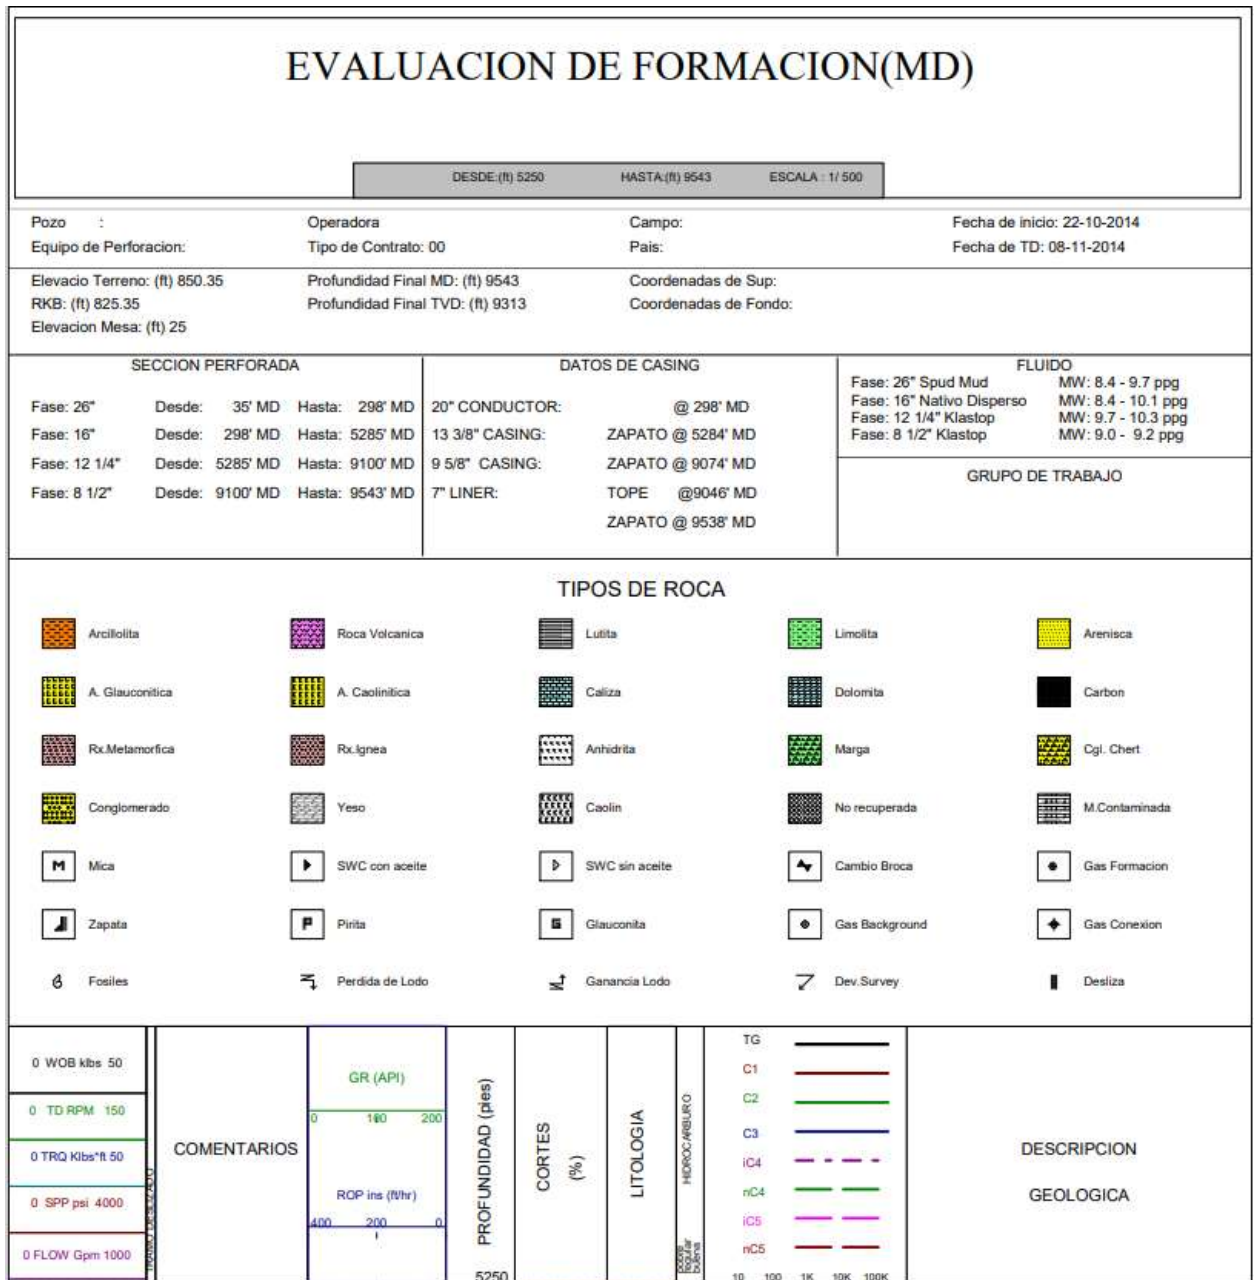 EVALUACION DE FORMACION(MD)
DESDE:(ft) 5250 HASTA:(ft) 9543 ESCALA : 1/ 500
Pozo : Operadora Campo: Fecha de inicio: 22-10-2014
Equipo de Perforacion: Tipo de Contrato: 00 Pais: Fecha de TD: 08-11-2014
Elevacio Terreno: (ft) 850.35 Profundidad Final MD: (ft) 9543 Coordenadas de Sup:
RKB: (ft) 825.35 Profundidad Final TVD: (ft) 9313 Coordenadas de Fondo:
Elevacion Mesa: (ft) 25
SECCION PERFORADA
Fase: 26" Desde: 35' MD Hasta: 298' MD
Fase: 16" Desde: 298' MD Hasta: 5285' MD
Fase: 12 1/4" Desde: 5285' MD Hasta: 9100' MD
Fase: 8 1/2" Desde: 9100' MD Hasta: 9543' MD
DATOS DE CASING
20" CONDUCTOR: @ 298' MD
13 3/8" CASING: ZAPATO @ 5284' MD
9 5/8" CASING: ZAPATO @ 9074' MD
7" LINER: TOPE @9046' MD
ZAPATO @ 9538' MD
FLUIDO
Fase: 26" Spud Mud MW: 8.4 - 9.7 ppg
Fase: 16" Nativo Disperso MW: 8.4 - 10.1 ppg
Fase: 12 1/4" Klastop MW: 9.7 - 10.3 ppg
Fase: 8 1/2" Klastop MW: 9.0 - 9.2 ppg
GRUPO DE TRABAJO
TIPOS DE ROCA
Arcillolita Roca Volcanica Lutita Limolita Arenisca
A. Glauconitica A. Caolinitica Caliza Dolomita Carbon
Rx.Metamorfica Rx.Ignea Anhidrita Marga Cgl. Chert
Conglomerado Yeso Caolin No recuperada M.Contaminada
M Mica SWC con aceite SWC sin aceite Cambio Broca Gas Formacion
Zapata P Pirita G Glauconita Gas Background Gas Conexion
Fosiles Perdida de Lodo Ganancia Lodo Dev.Survey Desliza
0 WOB klbs 50
0 TD RPM 150
0 TRQ Klbs*ft 50
0 SPP psi 4000
0 FLOW Gpm 1000
TRAMO DESLIZADO
COMENTARIOS
GR (API)
0 100 200
ROP ins (ft/hr)
400 200 0
PROFUNDIDAD (pies)
5250
CORTES
(%)
LITOLOGIA
HIDROCARBURO
pobre
regular
buena
TG
C1
C2
C3
iC4
nC4
iC5
nC5
10 100 1K 10K 100K
DESCRIPCION
GEOLOGICA